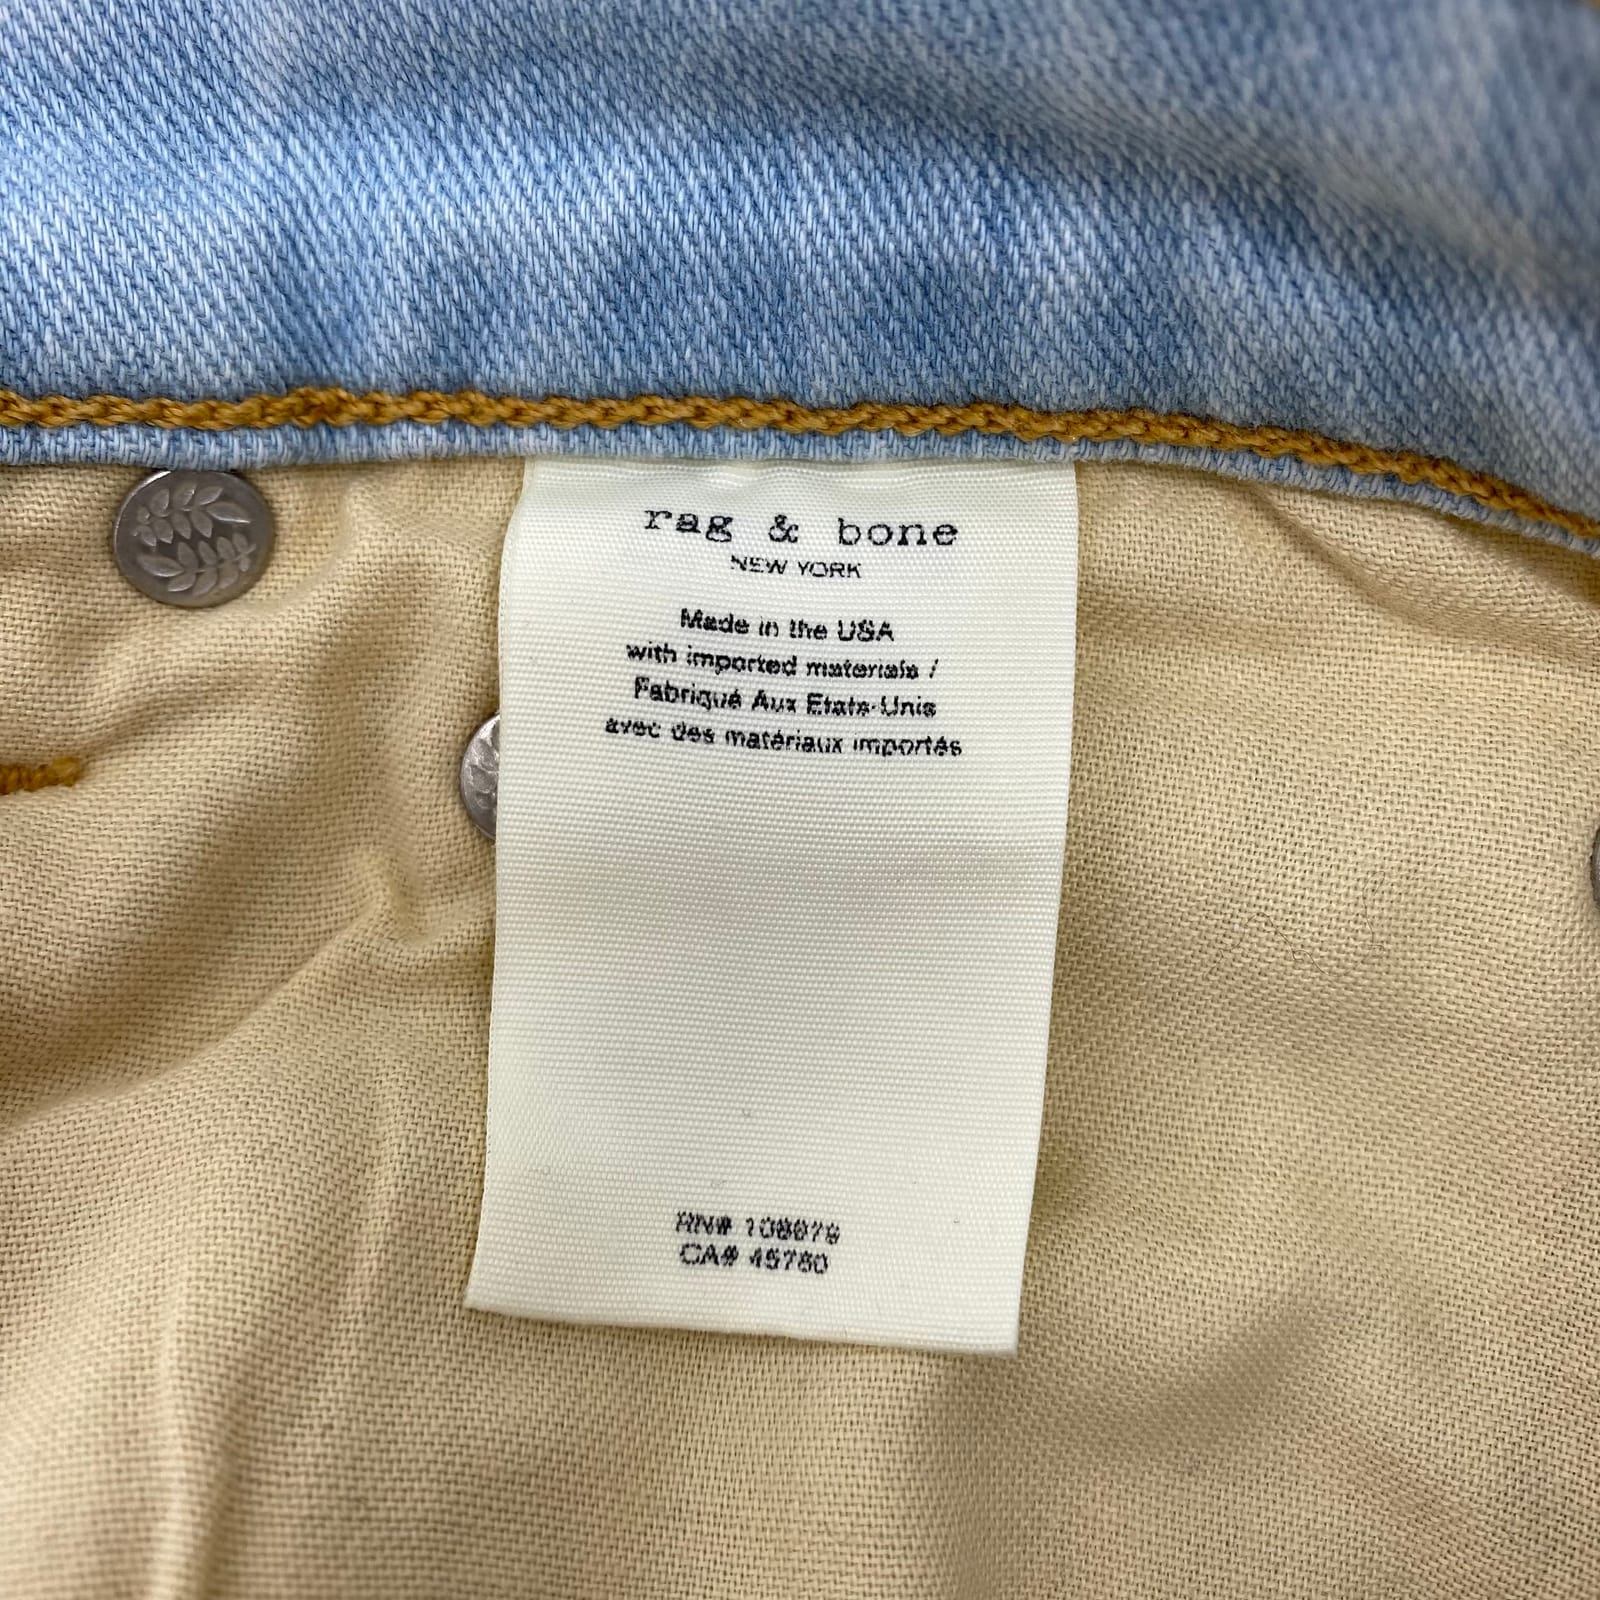 rag & bone
NEW YORK
Made in the USA
with imported materials /
Fabriqué Aux Etats-Unis
avec des matériaux importés
RN#
CA# 45780